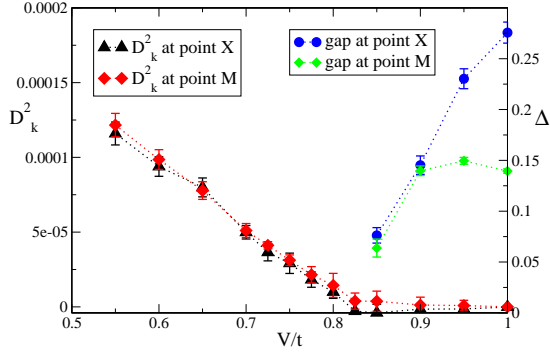 0.0002
0.00015
0.0001
5e-05
0
D²ₖ
D²ₖ at point X
D²ₖ at point M
gap at point X
gap at point M
0.25
0.2
0.15
0.1
0.05
0
Δ
0.5
0.6
0.7
0.8
0.9
1
V/t